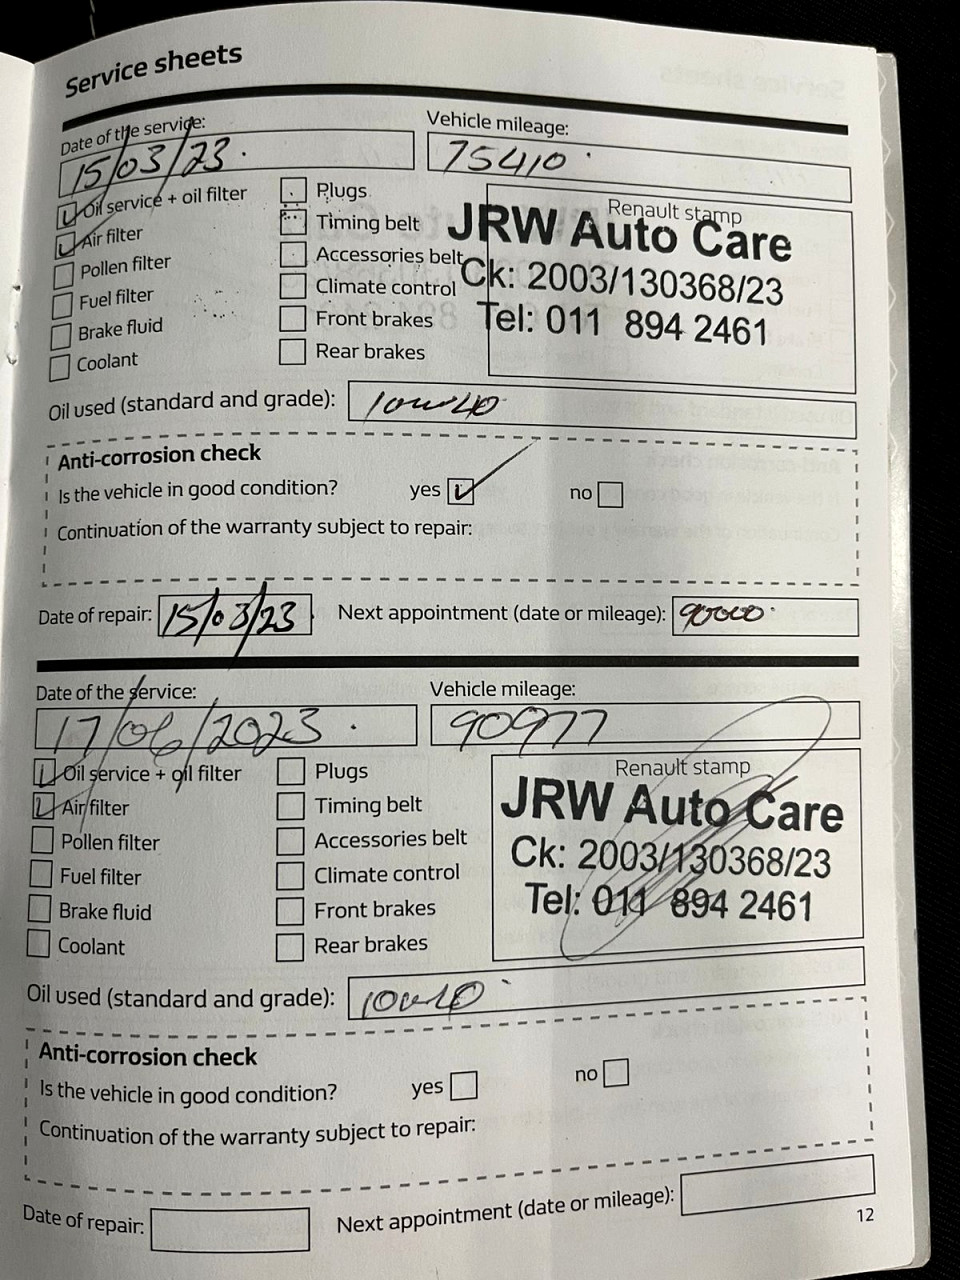 Service sheets
Date of the service: Vehicle mileage:
15/03/23. 75410
Oil service + oil filter Plugs
Air filter Timing belt
Pollen filter Accessories belt
Fuel filter Climate control
Brake fluid Front brakes
Coolant Rear brakes
Renault stamp
JRW Auto Care
Ck: 2003/130368/23
Tel: 011 894 2461
Oil used (standard and grade): 10w40
Anti-corrosion check
Is the vehicle in good condition? yes no
Continuation of the warranty subject to repair:
Date of repair: 15/03/23 Next appointment (date or mileage): 90000
Date of the service: Vehicle mileage:
17/06/2023. 90977
Oil service + oil filter Plugs
Air filter Timing belt
Pollen filter Accessories belt
Fuel filter Climate control
Brake fluid Front brakes
Coolant Rear brakes
Renault stamp
JRW Auto Care
Ck: 2003/130368/23
Tel: 011 894 2461
Oil used (standard and grade): 10w40
Anti-corrosion check
Is the vehicle in good condition? yes no
Continuation of the warranty subject to repair:
Date of repair: Next appointment (date or mileage):
12